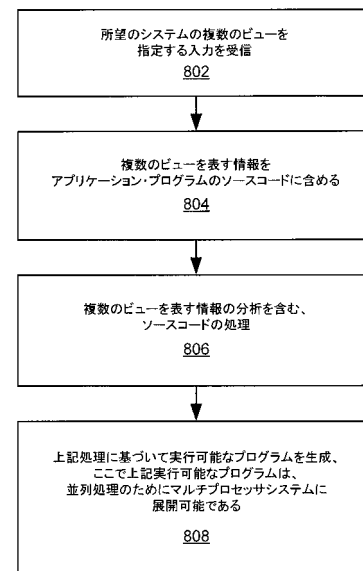 所望のシステムの複数のビューを
指定する入力を受信
802
複数のビューを表す情報を
アプリケーション・プログラムのソースコードに含める
804
複数のビューを表す情報の分析を含む、
ソースコードの処理
806
上記処理に基づいて実行可能なプログラムを生成、
ここで上記実行可能なプログラムは、
並列処理のためにマルチプロセッサシステムに
展開可能である
808